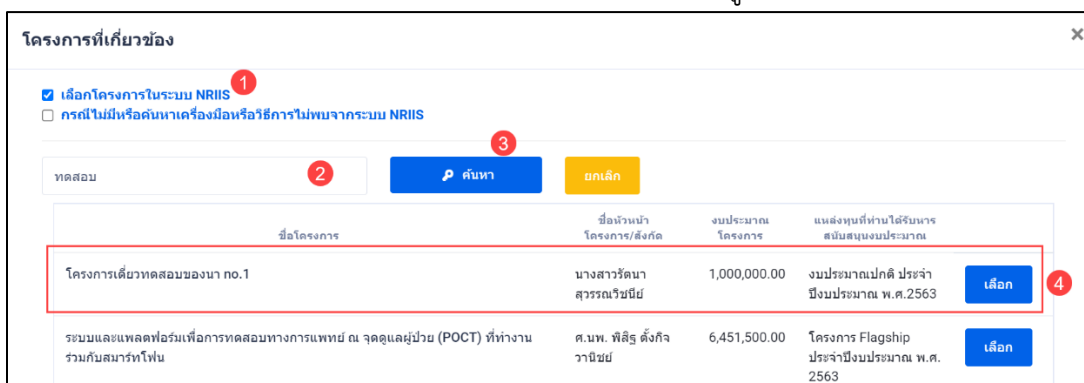 โครงการที่เกี่ยวข้อง ×
1
เลือกโครงการในระบบ NRIIS
กรณีไม่มีหรือค้นหาเครื่องมือหรือวิธีการไม่พบจากระบบ NRIIS
3
ทดสอบ 2 ค้นหา ยกเลิก
ชื่อโครงการ
ชื่อหัวหน้า
โครงการ/สังกัด
งบประมาณ
โครงการ
แหล่งทุนที่ท่านได้รับหาร
สนับสนุนงบประมาณ
โครงการเดี่ยวทดสอบของนา no.1
นางสาวรัตนา
สุวรรณวิชนีย์
1,000,000.00
งบประมาณปกติ ประจำ
ปีงบประมาณ พ.ศ.2563
เลือก 4
ระบบและแพลตฟอร์มเพื่อการทดสอบทางการแพทย์ ณ จุดดูแลผู้ป่วย (POCT) ที่ทำงาน
ร่วมกับสมาร์ทโฟน
ศ.นพ. พิสิฐ ตั้งกิจ
วานิชย์
6,451,500.00
โครงการ Flagship
ประจำปีงบประมาณ พ.ศ.
2563
เลือก